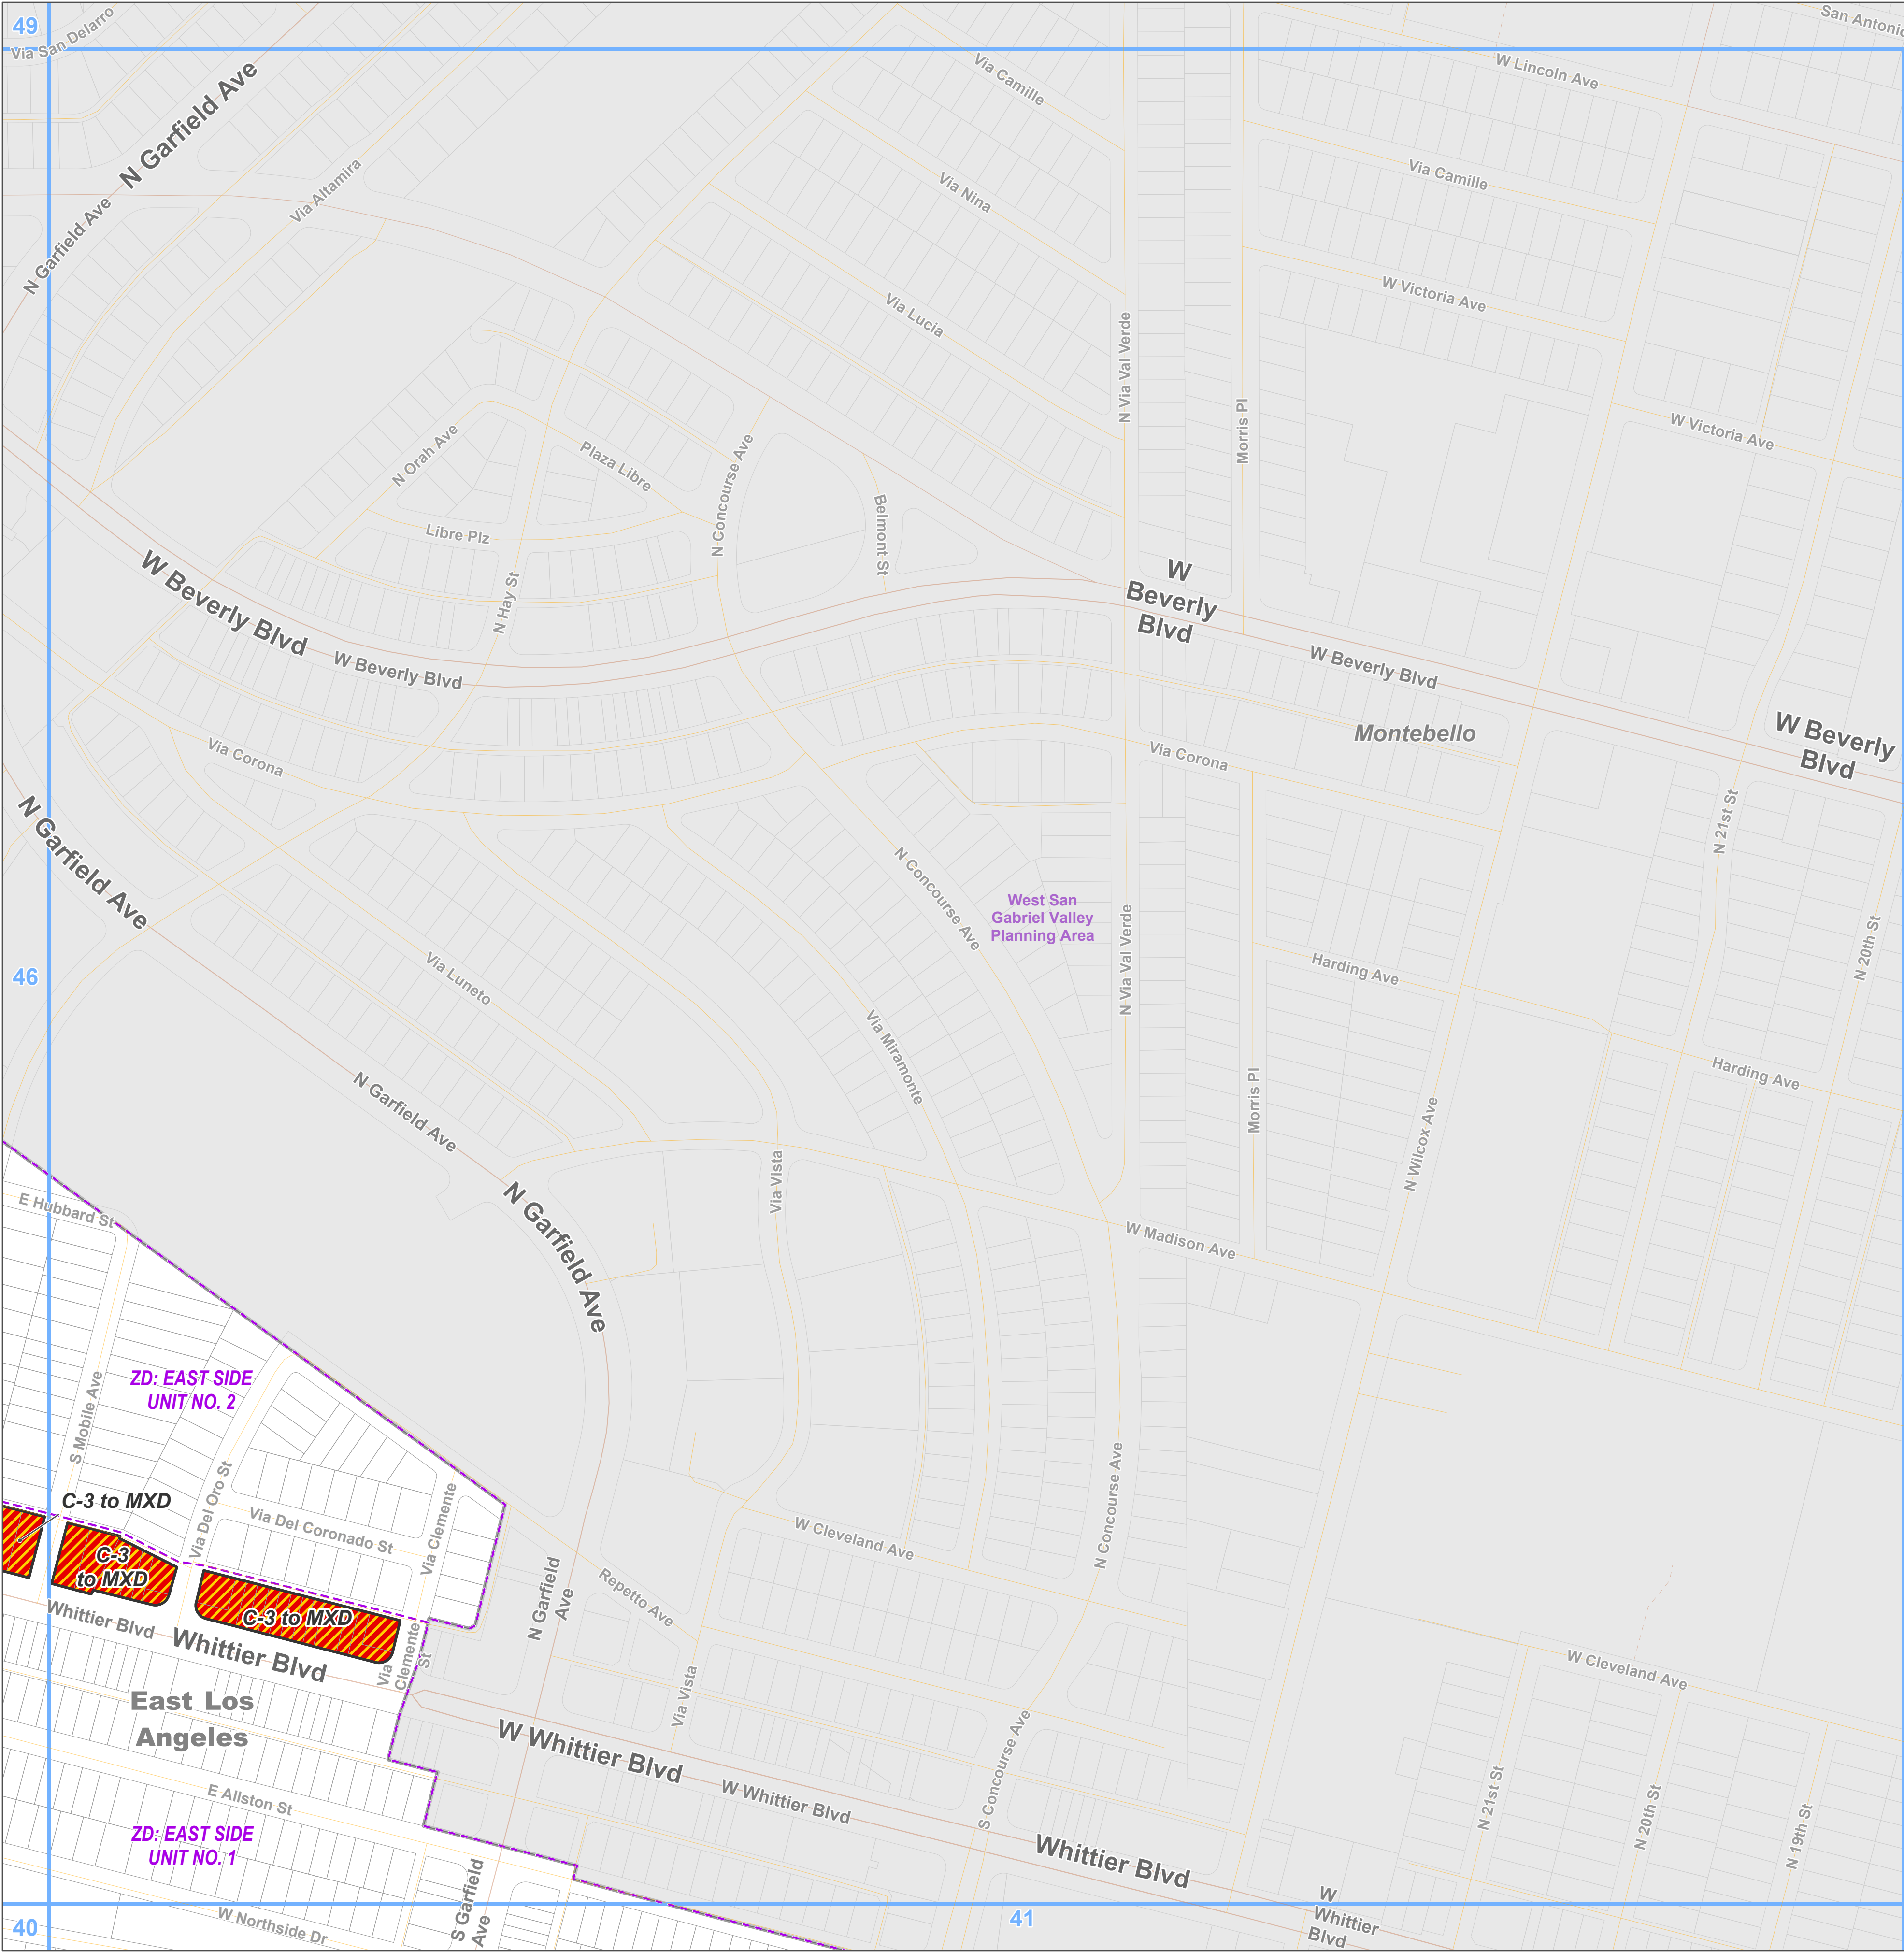 49
Via San Delarro
San Antonio
W Lincoln Ave
Via Camille
N Garfield Ave
Via Camille
Via Altamira
Via Nina
N Garfield Ave
W Victoria Ave
Via Lucia
N Via Val Verde
Morris Pl
W Victoria Ave
N Orah Ave
Plaza Libre
N Concourse Ave
Belmont St
Libre Plz
N Hay St
W Beverly Blvd
W
Beverly
Blvd
W Beverly Blvd
W Beverly Blvd
Montebello
W Beverly
Blvd
Via Corona
Via Corona
N 21st St
N Garfield Ave
N Concourse Ave
West San
Gabriel Valley
Planning Area
N Via Val Verde
N 20th St
46
Via Luneto
Harding Ave
Via Miramonte
Harding Ave
N Garfield Ave
Morris Pl
N Wilcox Ave
Via Vista
E Hubbard St
N Garfield Ave
W Madison Ave
ZD: EAST SIDE
UNIT NO. 2
S Mobile Ave
C-3 to MXD
Via Del Oro St
Via Del Coronado St
Via Clemente
N Concourse Ave
W Cleveland Ave
C-3
to MXD
N Garfield
Ave
Repetto Ave
C-3 to MXD
Whittier Blvd
Whittier Blvd
Via
Clemente
St
W Cleveland Ave
Via Vista
East Los
Angeles
W Whittier Blvd
W Whittier Blvd
S Concourse Ave
E Allston St
N 21st St
N 20th St
N 19th St
ZD: EAST SIDE
UNIT NO. 1
Whittier Blvd
S Garfield
Ave
W Northside Dr
40
41
W
Whittier
Blvd